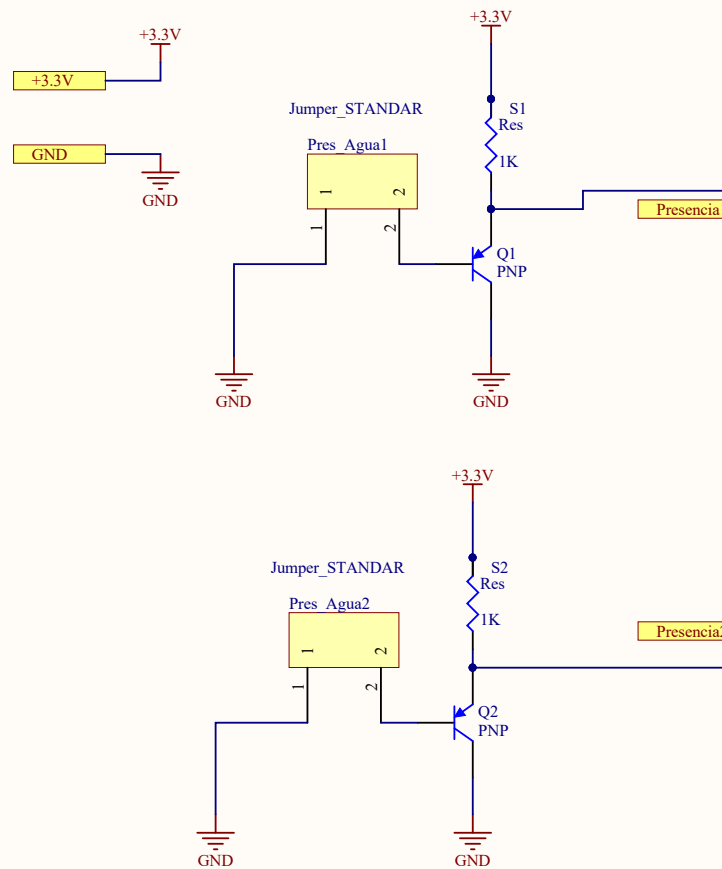 +3.3V
+3.3V
GND
GND
Jumper_STANDAR
Pres_Agua1
1
2
1
2
GND
+3.3V
S1
Res
1K
Presencia
Q1
PNP
GND
Jumper_STANDAR
Pres_Agua2
1
2
1
2
GND
+3.3V
S2
Res
1K
Presencia2
Q2
PNP
GND